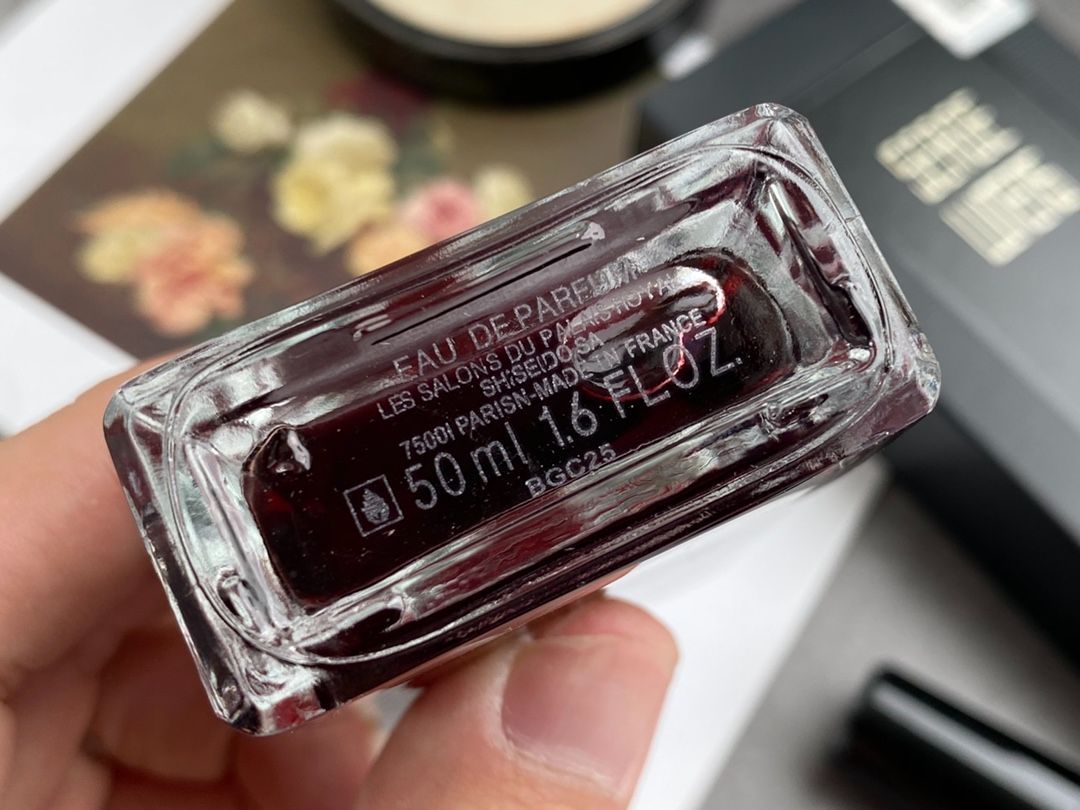 EAU DE PARFUM
LES SALONS DU PALAIS ROYAL
SHISEIDO SA
75001 PARISN-MADE IN FRANCE
50 ml 1.6 FL OZ.
BGC25